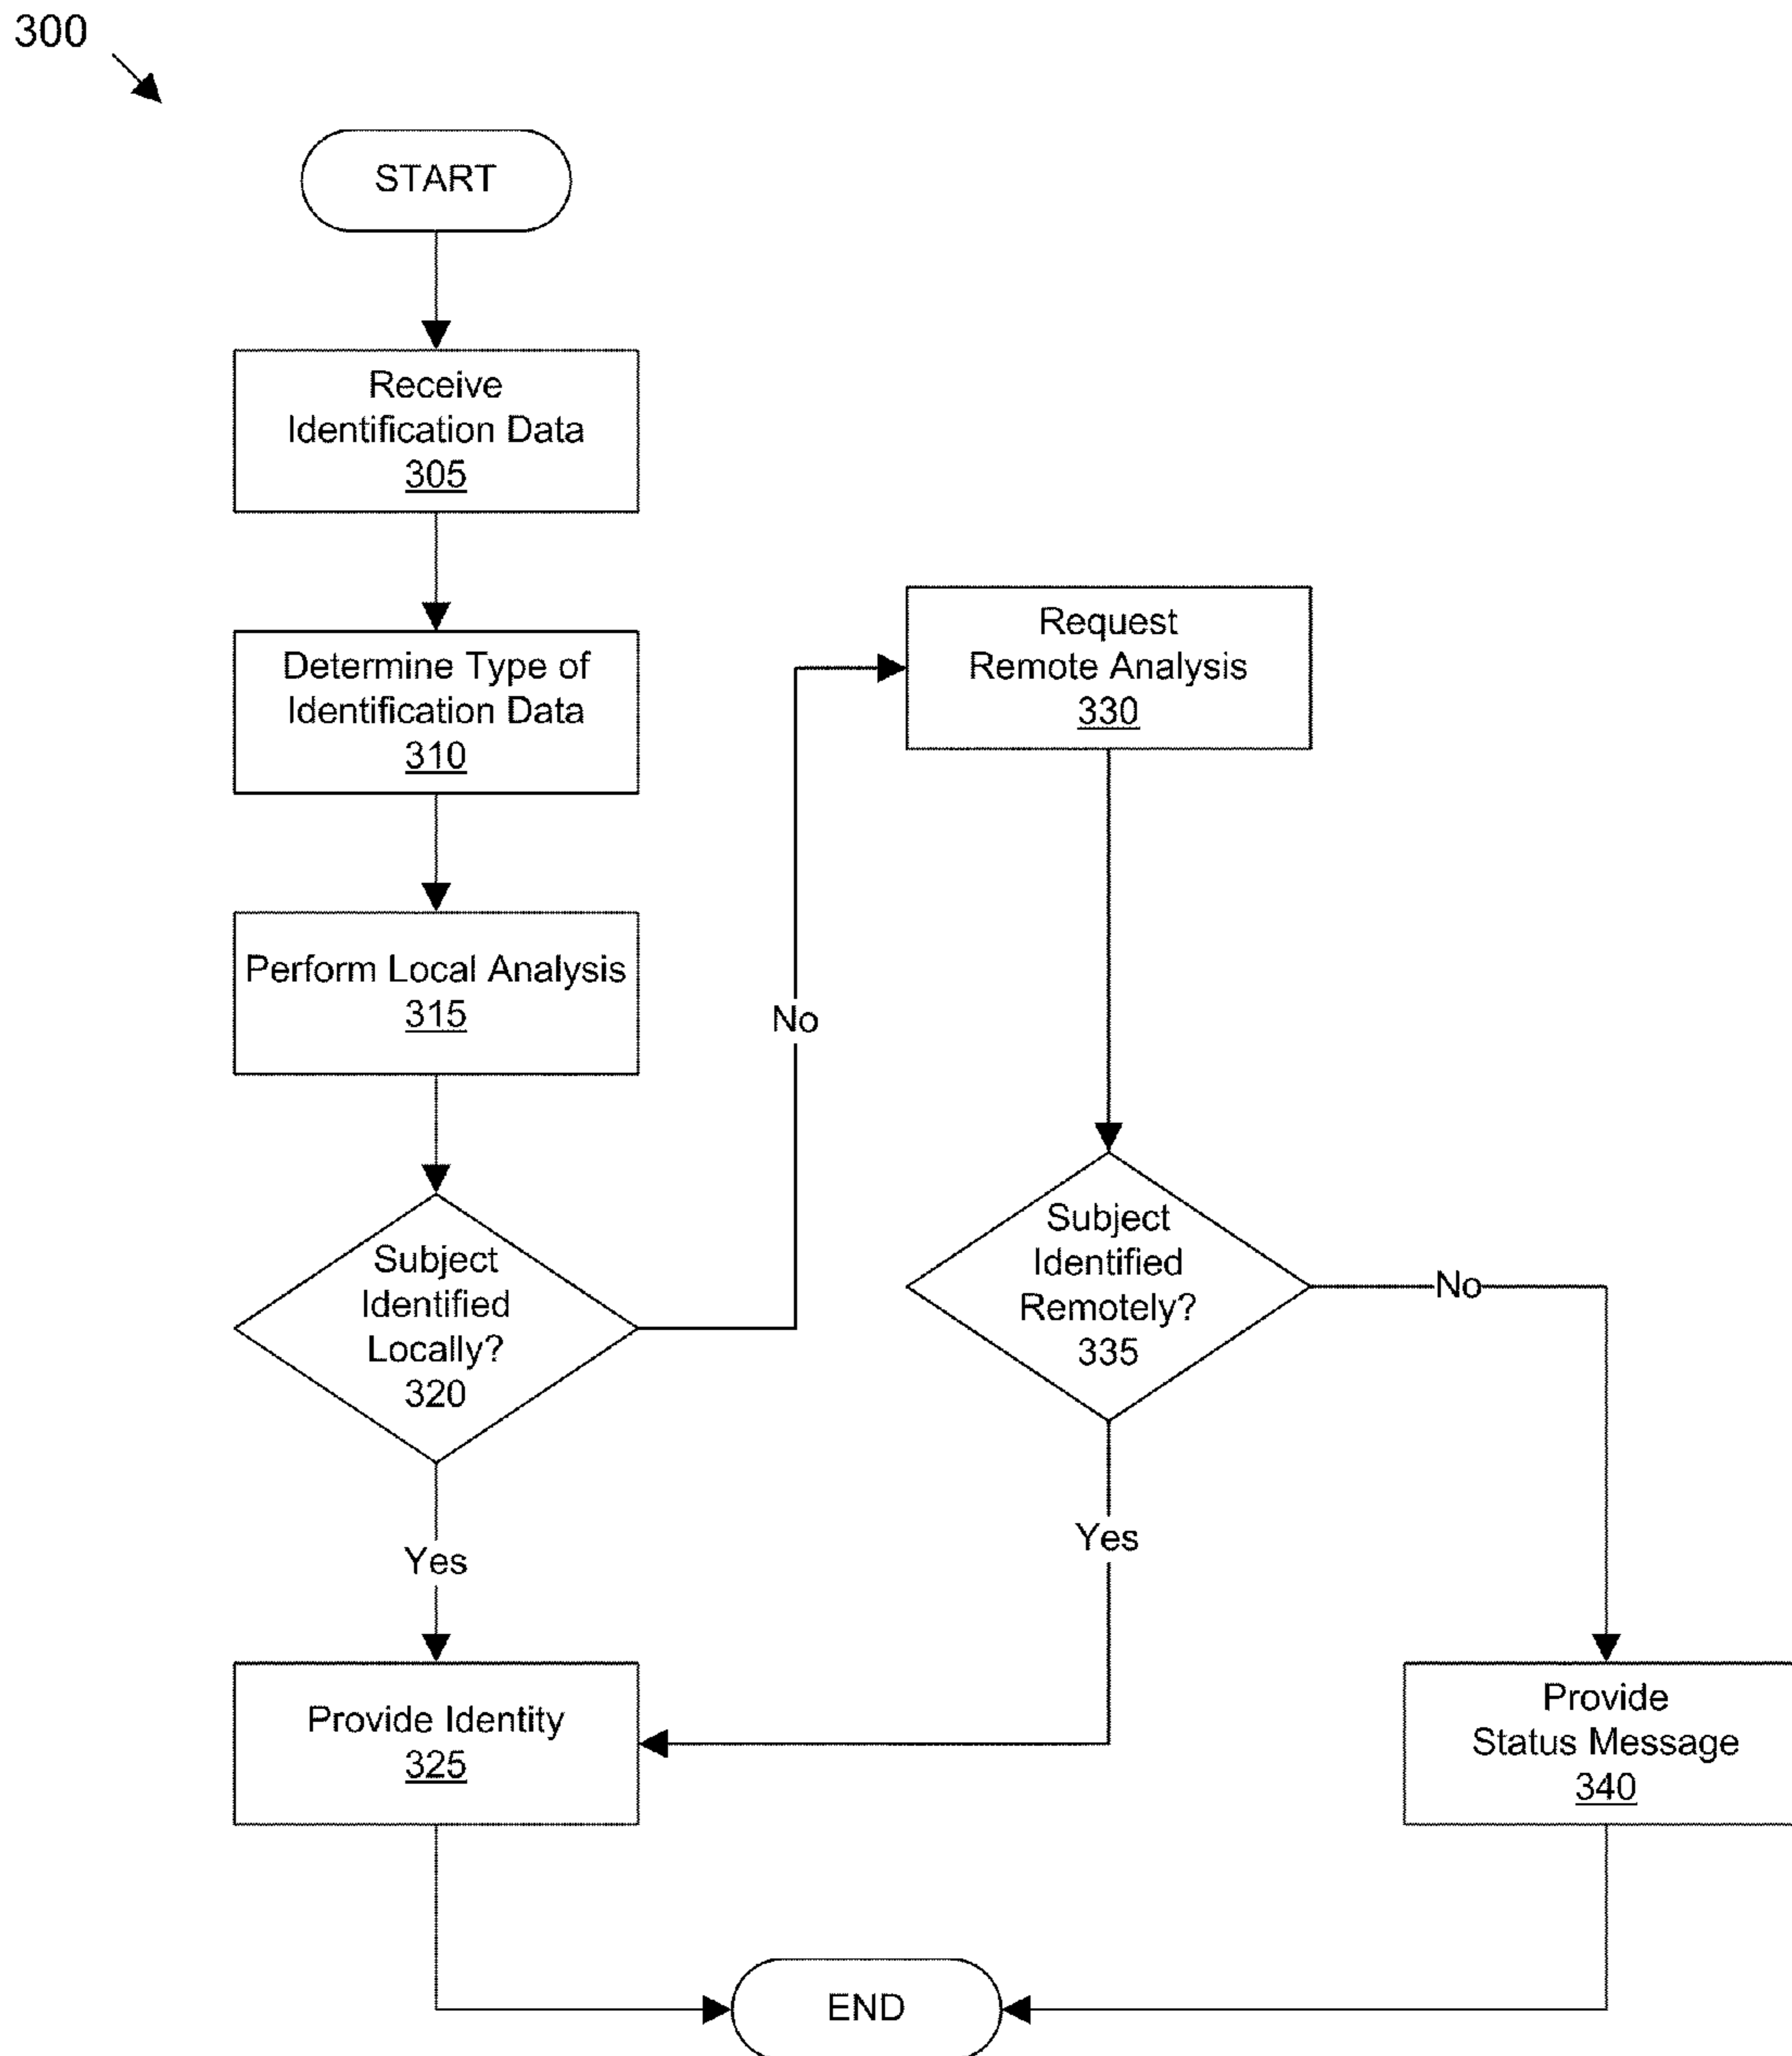 300
START
Receive
Identification Data
305
Determine Type of
Identification Data
310
Perform Local Analysis
315
Subject
Identified
Locally?
320
No
Yes
Request
Remote Analysis
330
Subject
Identified
Remotely?
335
No
Yes
Provide Identity
325
Provide
Status Message
340
END